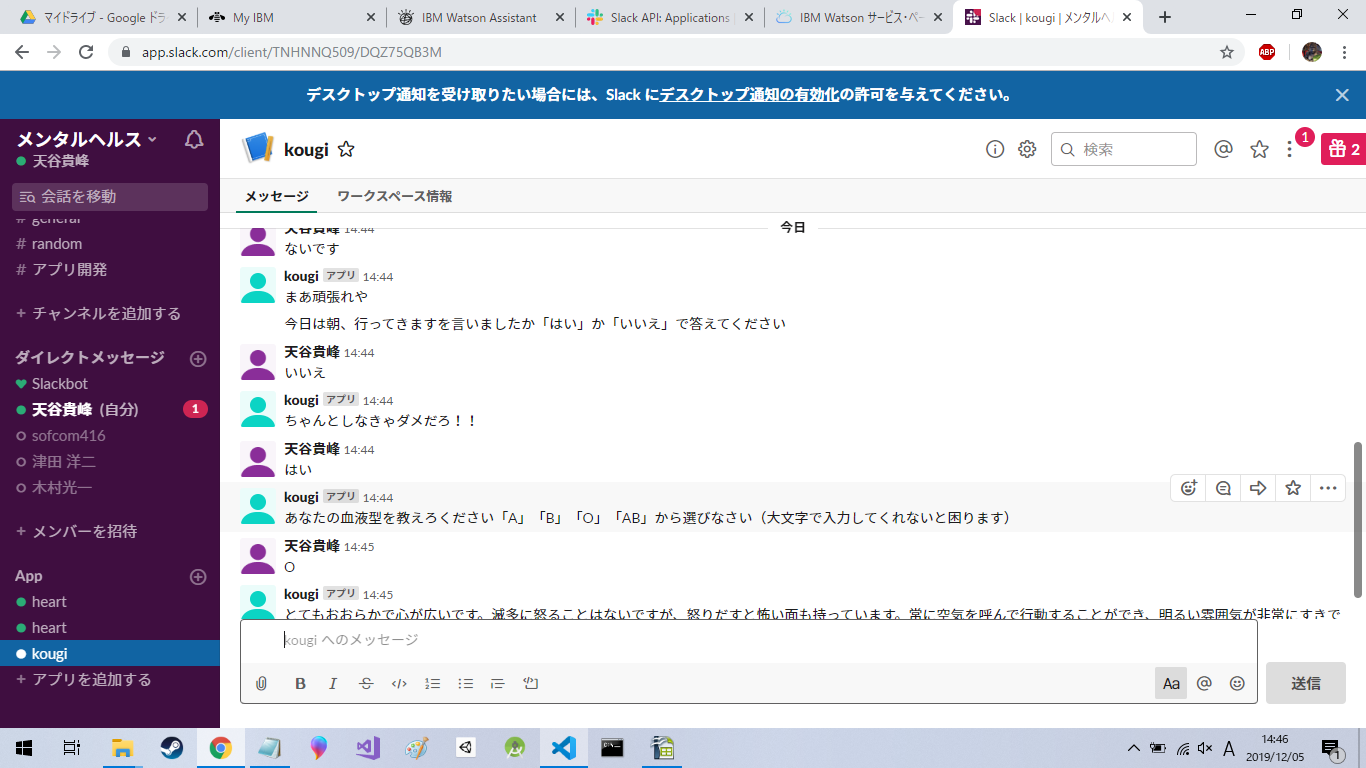 マイドライブ - Google ドラ
My IBM
IBM Watson Assistant
Slack API: Applications
IBM Watson サービス・ペー
Slack | kougi | メンタルヘル
app.slack.com/client/TNHNNQ509/DQZ75QB3M
ABP
デスクトップ通知を受け取りたい場合には、Slack にデスクトップ通知の有効化の許可を与えてください。
メンタルヘルス
天谷貴峰
会話を移動
# general
# random
# アプリ開発
+ チャンネルを追加する
ダイレクトメッセージ
Slackbot
天谷貴峰 (自分) 1
sofcom416
津田 洋二
木村光一
+ メンバーを招待
App
heart
heart
kougi
+ アプリを追加する
kougi
検索
1
2
メッセージ ワークスペース情報
今日
天谷貴峰 14:44
ないです
kougi アプリ 14:44
まあ頑張れや
今日は朝、行ってきますを言いましたか「はい」か「いいえ」で答えてください
天谷貴峰 14:44
いいえ
kougi アプリ 14:44
ちゃんとしなきゃダメだろ！！
天谷貴峰 14:44
はい
kougi アプリ 14:44
あなたの血液型を教えろください「A」「B」「O」「AB」から選びなさい（大文字で入力してくれないと困ります）
天谷貴峰 14:45
O
kougi アプリ 14:45
とてもおおらかで心が広いです。滅多に怒ることはないですが、怒りだすと怖い面も持っています。常に空気を呼んで行動することができ、明るい雰囲気が非常にすきで
kougi へのメッセージ
B I S
Aa
送信
A
14:46
2019/12/05
1